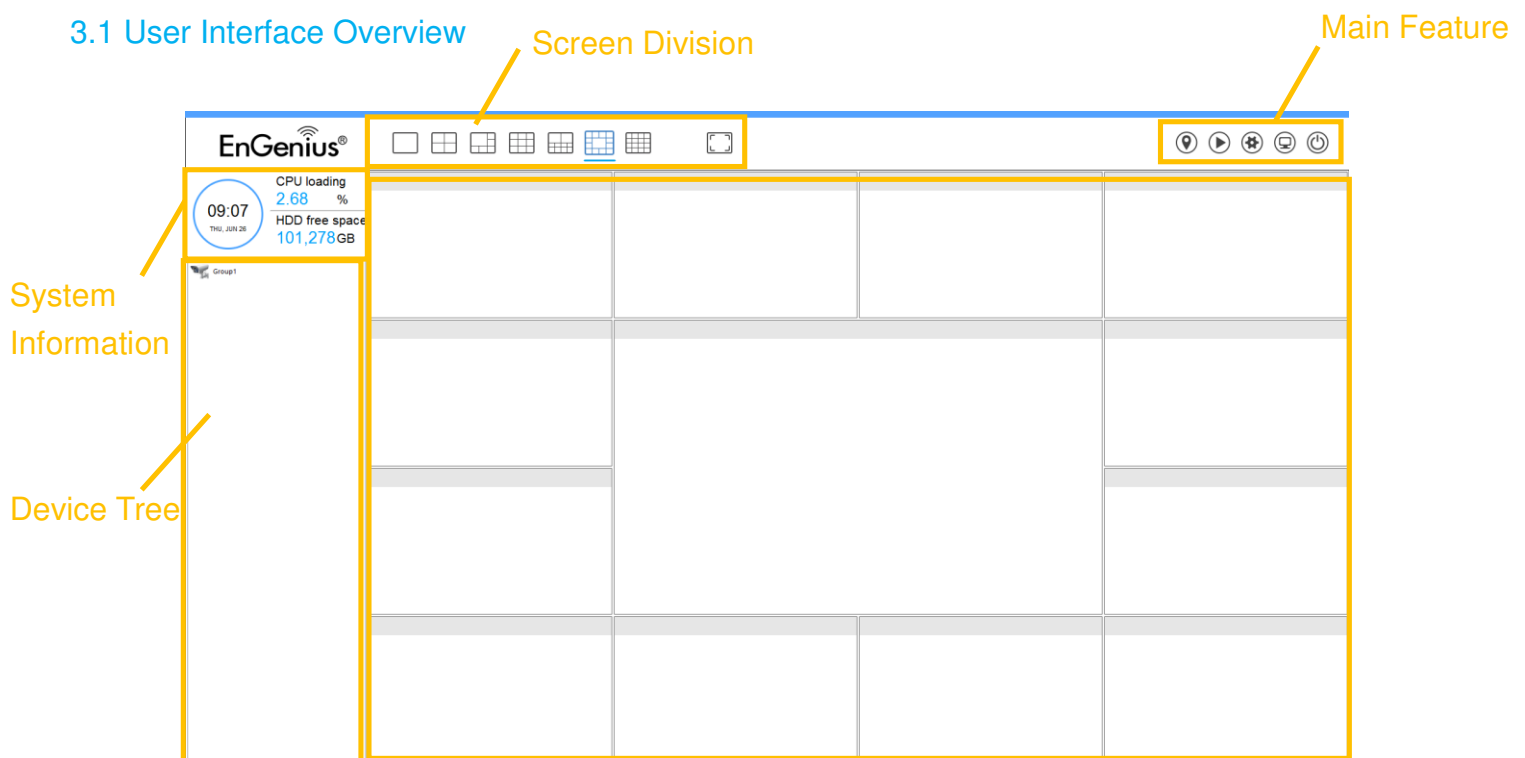 3.1 User Interface Overview
Screen Division
Main Feature
EnGenius®
CPU loading
2.68 %
09:07
THU, JUN 26
HDD free space
101,278GB
Group1
System
Information
Device Tree